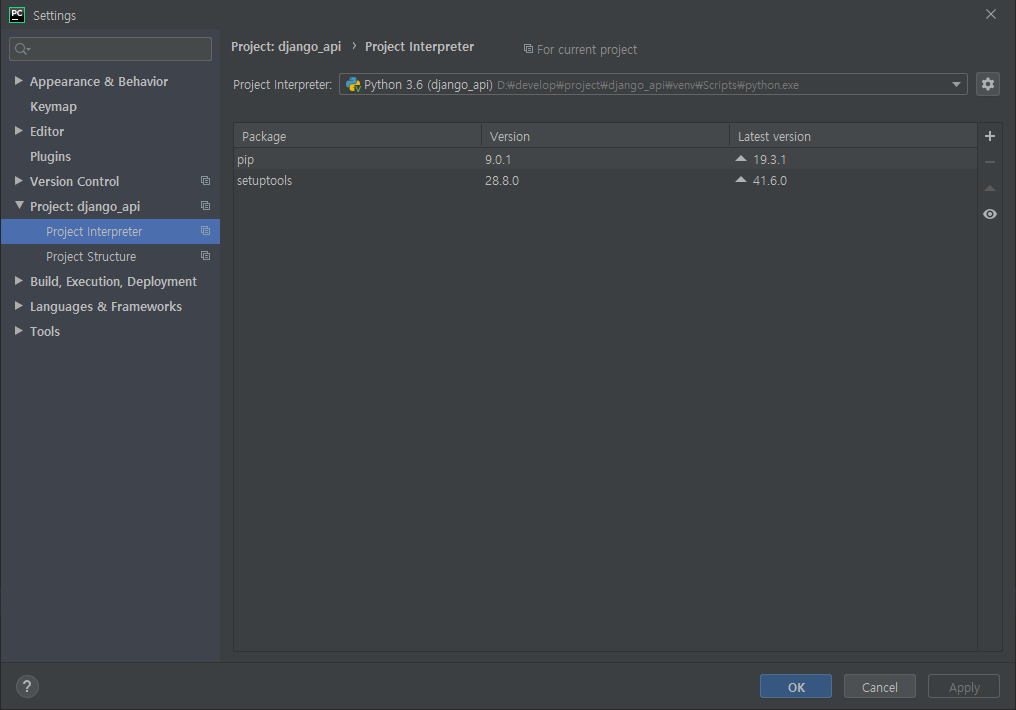 PC Settings
Project: django_api › Project Interpreter For current project
Appearance & Behavior
Keymap
Editor
Plugins
Version Control
Project: django_api
Project Interpreter
Project Structure
Build, Execution, Deployment
Languages & Frameworks
Tools
Project Interpreter: Python 3.6 (django_api) D:₩develop₩project₩django_api₩venv₩Scripts₩python.exe
Package Version Latest version
pip 9.0.1 19.3.1
setuptools 28.8.0 41.6.0
? OK Cancel Apply